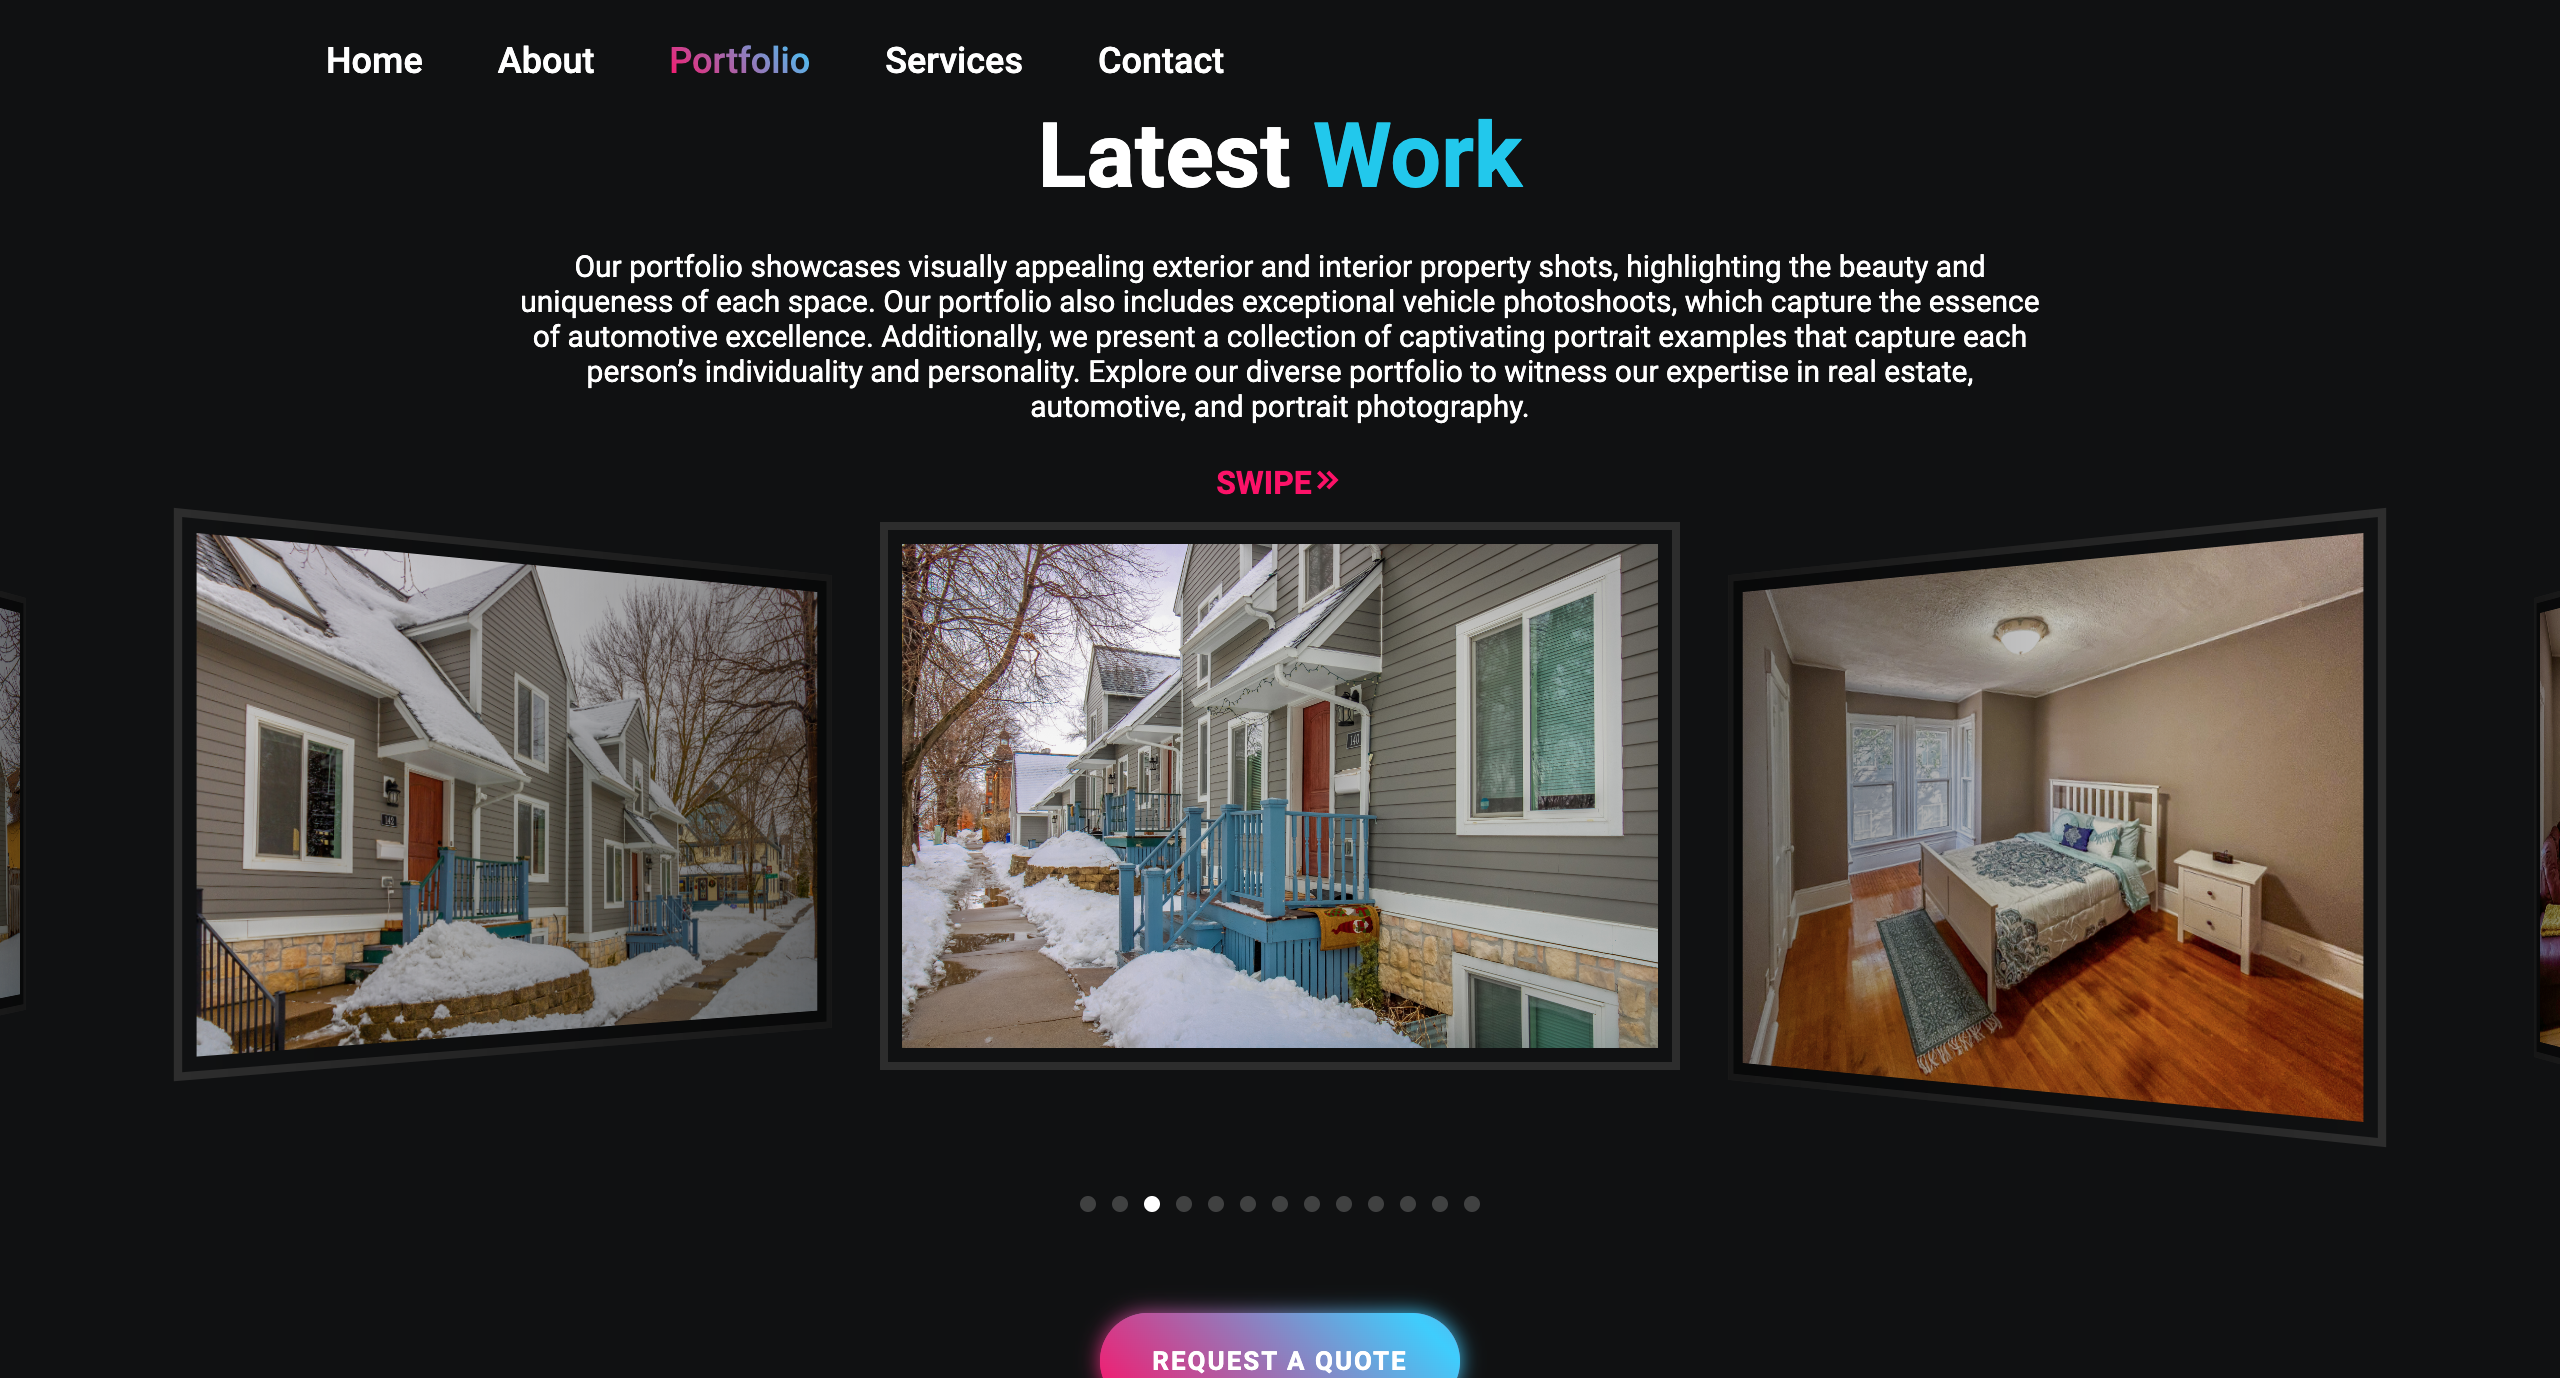 Home About Portfolio Services Contact
Latest Work
Our portfolio showcases visually appealing exterior and interior property shots, highlighting the beauty and
uniqueness of each space. Our portfolio also includes exceptional vehicle photoshoots, which capture the essence
of automotive excellence. Additionally, we present a collection of captivating portrait examples that capture each
person’s individuality and personality. Explore our diverse portfolio to witness our expertise in real estate,
automotive, and portrait photography.
SWIPE
REQUEST A QUOTE